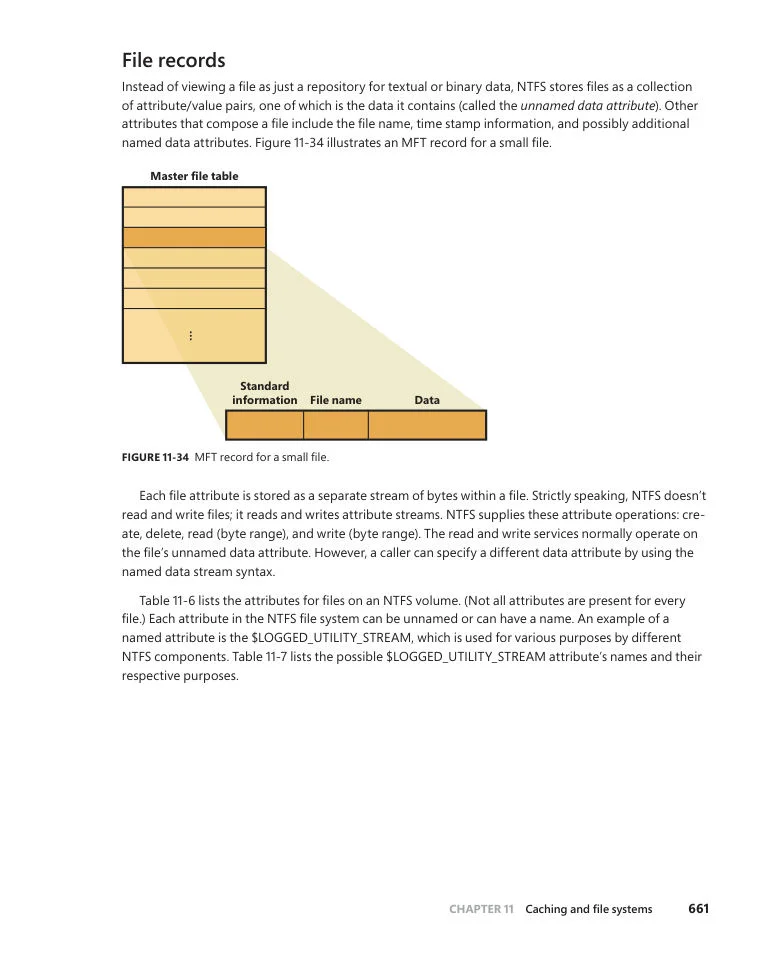 File records
Instead of viewing a file as just a repository for textual or binary data, NTFS stores files as a collection
of attribute/value pairs, one of which is the data it contains (called the unnamed data attribute). Other
attributes that compose a file include the file name, time stamp information, and possibly additional
named data attributes. Figure 11-34 illustrates an MFT record for a small file.
Master file table
⋮
Standard
information File name Data
FIGURE 11-34 MFT record for a small file.
Each file attribute is stored as a separate stream of bytes within a file. Strictly speaking, NTFS doesn’t
read and write files; it reads and writes attribute streams. NTFS supplies these attribute operations: cre-
ate, delete, read (byte range), and write (byte range). The read and write services normally operate on
the file’s unnamed data attribute. However, a caller can specify a different data attribute by using the
named data stream syntax.
Table 11-6 lists the attributes for files on an NTFS volume. (Not all attributes are present for every
file.) Each attribute in the NTFS file system can be unnamed or can have a name. An example of a
named attribute is the $LOGGED_UTILITY_STREAM, which is used for various purposes by different
NTFS components. Table 11-7 lists the possible $LOGGED_UTILITY_STREAM attribute’s names and their
respective purposes.
CHAPTER 11 Caching and file systems 661